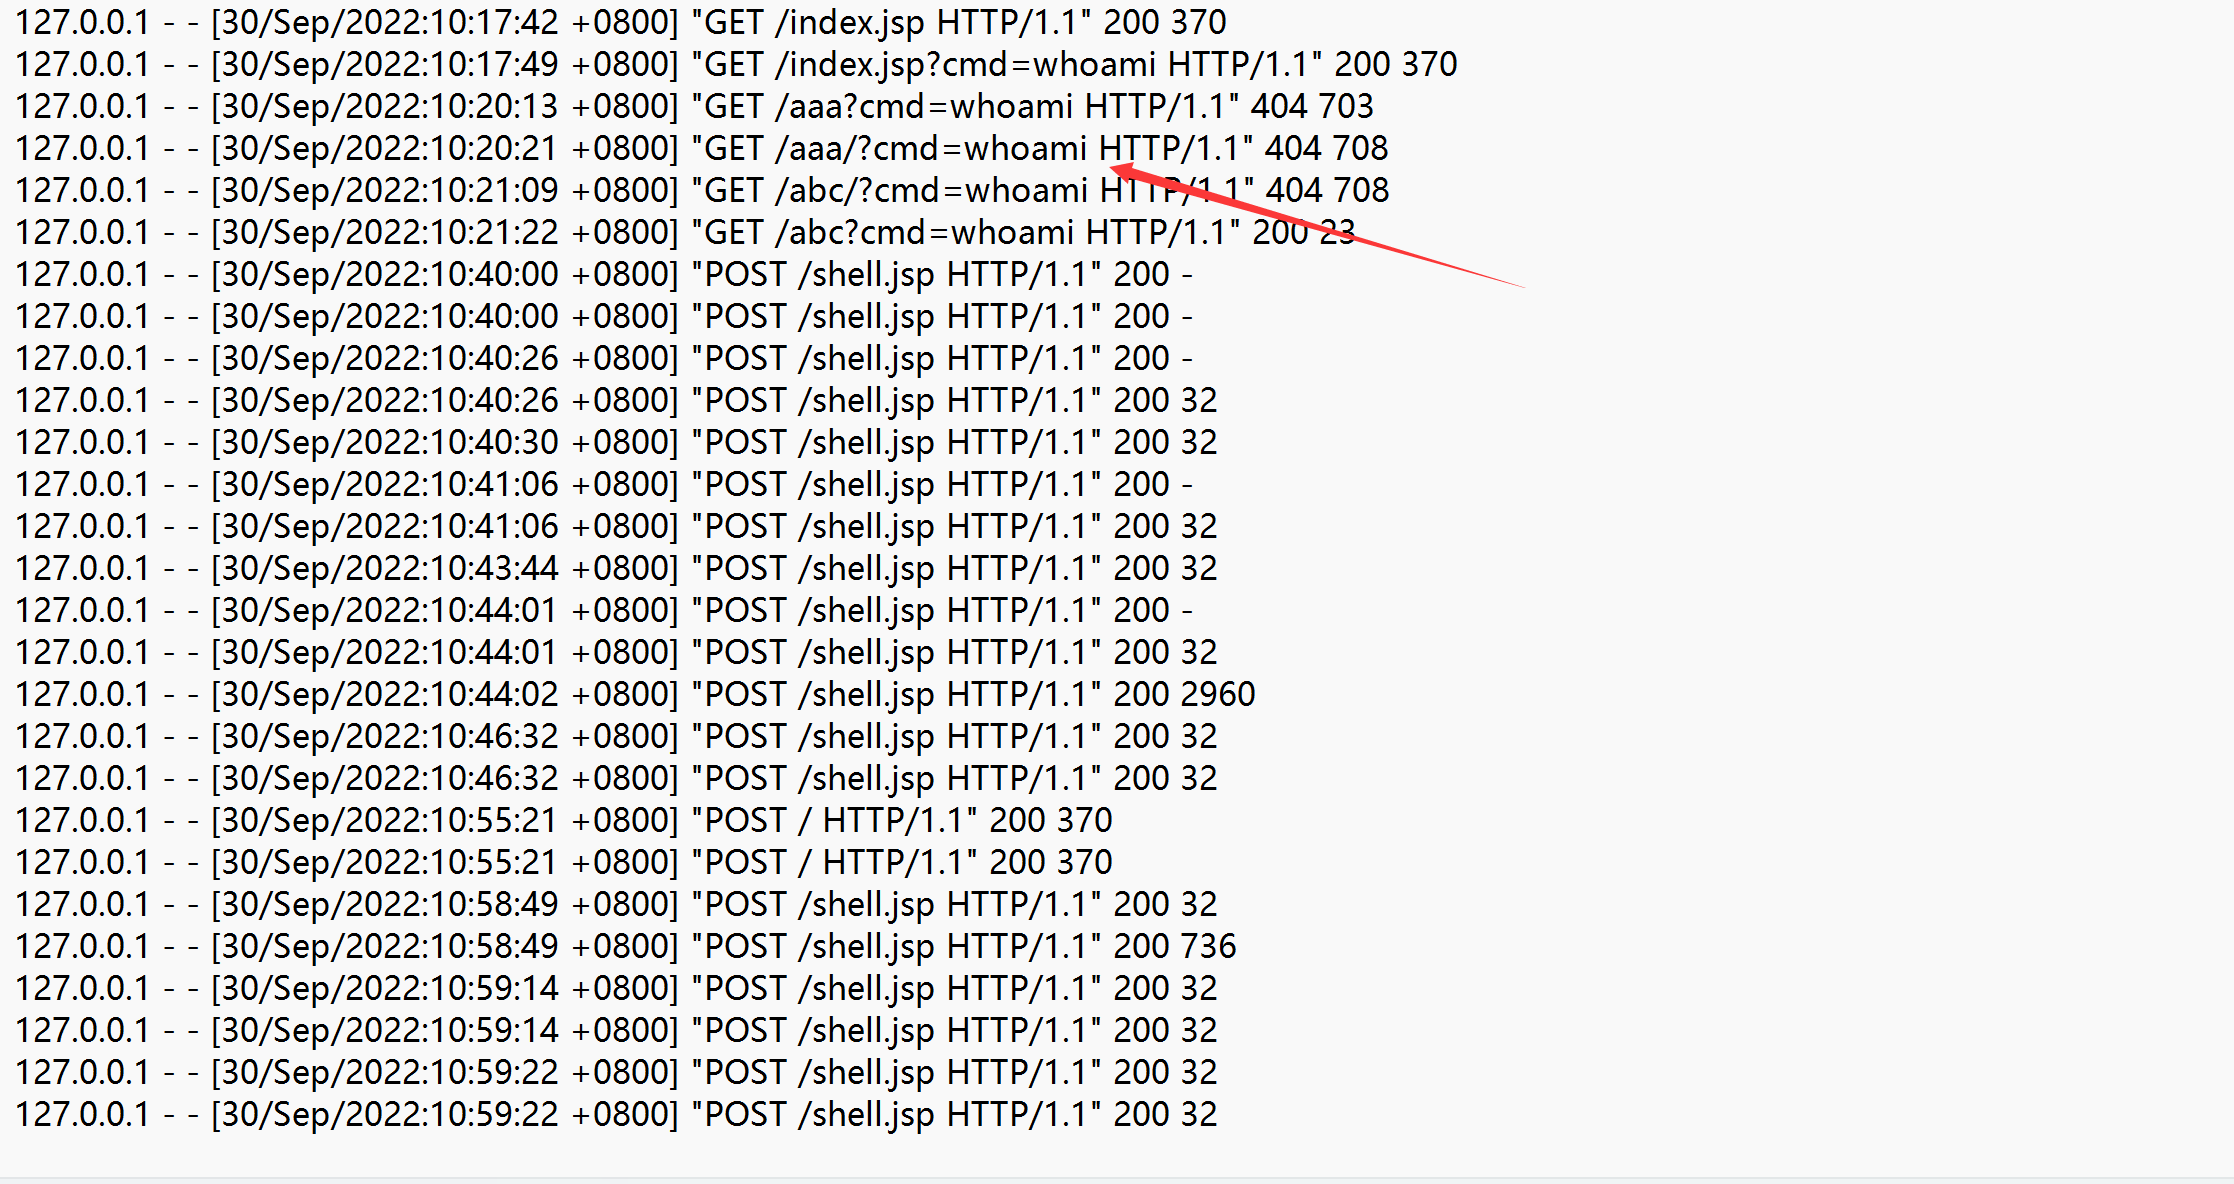 127.0.0.1 - - [30/Sep/2022:10:17:42 +0800] "GET /index.jsp HTTP/1.1" 200 370
127.0.0.1 - - [30/Sep/2022:10:17:49 +0800] "GET /index.jsp?cmd=whoami HTTP/1.1" 200 370
127.0.0.1 - - [30/Sep/2022:10:20:13 +0800] "GET /aaa?cmd=whoami HTTP/1.1" 404 703
127.0.0.1 - - [30/Sep/2022:10:20:21 +0800] "GET /aaa/?cmd=whoami HTTP/1.1" 404 708
127.0.0.1 - - [30/Sep/2022:10:21:09 +0800] "GET /abc/?cmd=whoami HTTP/1.1" 404 708
127.0.0.1 - - [30/Sep/2022:10:21:22 +0800] "GET /abc?cmd=whoami HTTP/1.1" 200 23
127.0.0.1 - - [30/Sep/2022:10:40:00 +0800] "POST /shell.jsp HTTP/1.1" 200 -
127.0.0.1 - - [30/Sep/2022:10:40:00 +0800] "POST /shell.jsp HTTP/1.1" 200 -
127.0.0.1 - - [30/Sep/2022:10:40:26 +0800] "POST /shell.jsp HTTP/1.1" 200 -
127.0.0.1 - - [30/Sep/2022:10:40:26 +0800] "POST /shell.jsp HTTP/1.1" 200 32
127.0.0.1 - - [30/Sep/2022:10:40:30 +0800] "POST /shell.jsp HTTP/1.1" 200 32
127.0.0.1 - - [30/Sep/2022:10:41:06 +0800] "POST /shell.jsp HTTP/1.1" 200 -
127.0.0.1 - - [30/Sep/2022:10:41:06 +0800] "POST /shell.jsp HTTP/1.1" 200 32
127.0.0.1 - - [30/Sep/2022:10:43:44 +0800] "POST /shell.jsp HTTP/1.1" 200 32
127.0.0.1 - - [30/Sep/2022:10:44:01 +0800] "POST /shell.jsp HTTP/1.1" 200 -
127.0.0.1 - - [30/Sep/2022:10:44:01 +0800] "POST /shell.jsp HTTP/1.1" 200 32
127.0.0.1 - - [30/Sep/2022:10:44:02 +0800] "POST /shell.jsp HTTP/1.1" 200 2960
127.0.0.1 - - [30/Sep/2022:10:46:32 +0800] "POST /shell.jsp HTTP/1.1" 200 32
127.0.0.1 - - [30/Sep/2022:10:46:32 +0800] "POST /shell.jsp HTTP/1.1" 200 32
127.0.0.1 - - [30/Sep/2022:10:55:21 +0800] "POST / HTTP/1.1" 200 370
127.0.0.1 - - [30/Sep/2022:10:55:21 +0800] "POST / HTTP/1.1" 200 370
127.0.0.1 - - [30/Sep/2022:10:58:49 +0800] "POST /shell.jsp HTTP/1.1" 200 32
127.0.0.1 - - [30/Sep/2022:10:58:49 +0800] "POST /shell.jsp HTTP/1.1" 200 736
127.0.0.1 - - [30/Sep/2022:10:59:14 +0800] "POST /shell.jsp HTTP/1.1" 200 32
127.0.0.1 - - [30/Sep/2022:10:59:14 +0800] "POST /shell.jsp HTTP/1.1" 200 32
127.0.0.1 - - [30/Sep/2022:10:59:22 +0800] "POST /shell.jsp HTTP/1.1" 200 32
127.0.0.1 - - [30/Sep/2022:10:59:22 +0800] "POST /shell.jsp HTTP/1.1" 200 32